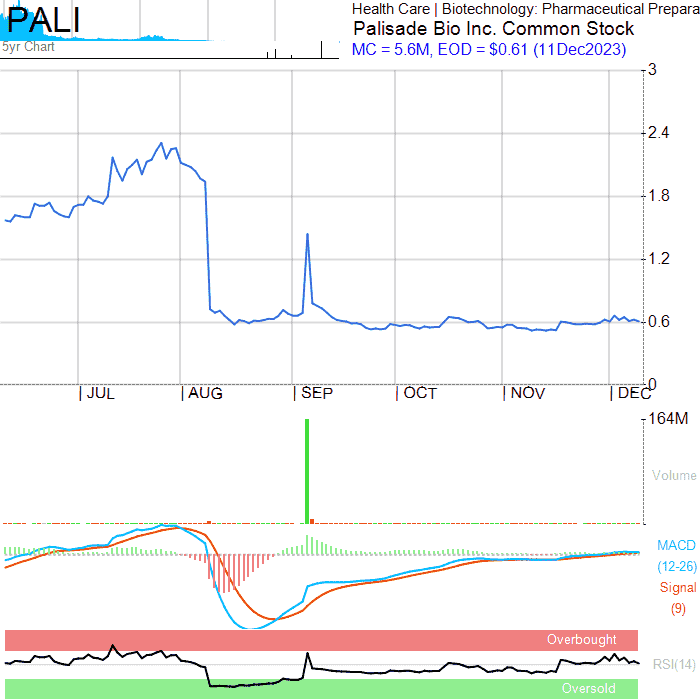 PALI
Health Care | Biotechnology: Pharmaceutical Prepara
Palisade Bio Inc. Common Stock
5yr Chart
MC = 5.6M, EOD = $0.61 (11Dec2023)
3
2.4
1.8
1.2
0.6
0
| JUL | AUG | SEP | OCT | NOV | DEC
164M
Volume
MACD
(12-26)
Signal
(9)
Overbought
RSI(14)
Oversold